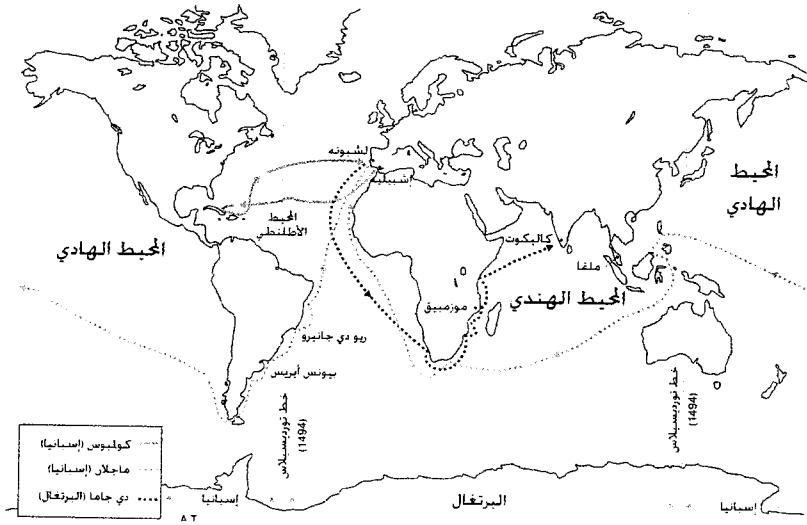 لشبونه
إشبيلية
المحيط
الهادي
المحيط
الأطلنطي
كاليكوت
المحيط الهادي
ملقا
المحيط الهندي
موزمبيق
ريو دي جانيرو
بيونس أيريس
خط تورديسيلاس
(1494)
خط تورديسيلاس
(1494)
كولمبوس (إسبانيا)
ماجلان (إسبانيا)
دي جاما (البرتغال)
إسبانيا
البرتغال
إسبانيا
A.T